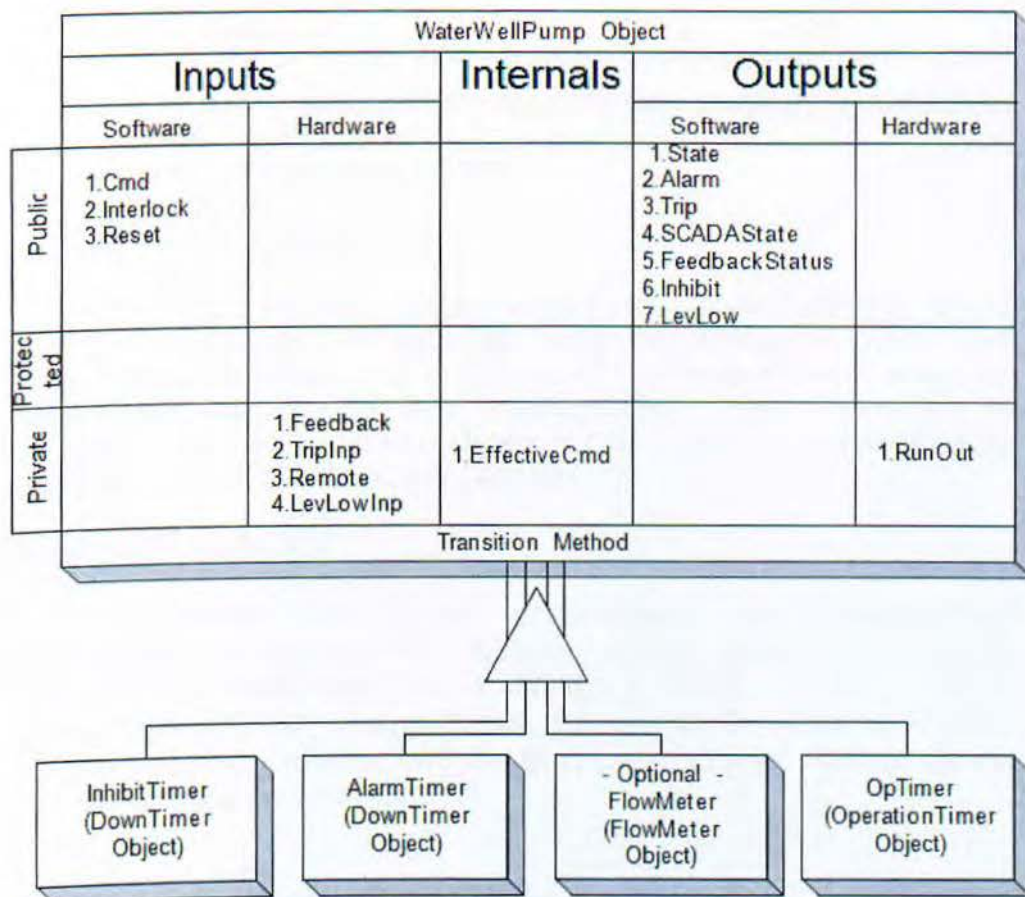 WaterWellPump Object
Inputs
Internals
Outputs
Software
Hardware
Software
Hardware
Public
1.Cmd
2.Interlock
3.Reset
1.State
2.Alarm
3.Trip
4.SCADAState
5.FeedbackStatus
6.Inhibit
7.LevLow
Protec
ted
Private
1.Feedback
2.TripInp
3.Remote
4.LevLowInp
1.EffectiveCmd
1.RunOut
Transition Method
InhibitTimer
(DownTimer
Object)
AlarmTimer
(DownTimer
Object)
- Optional -
FlowMeter
(FlowMeter
Object)
OpTimer
(OperationTimer
Object)